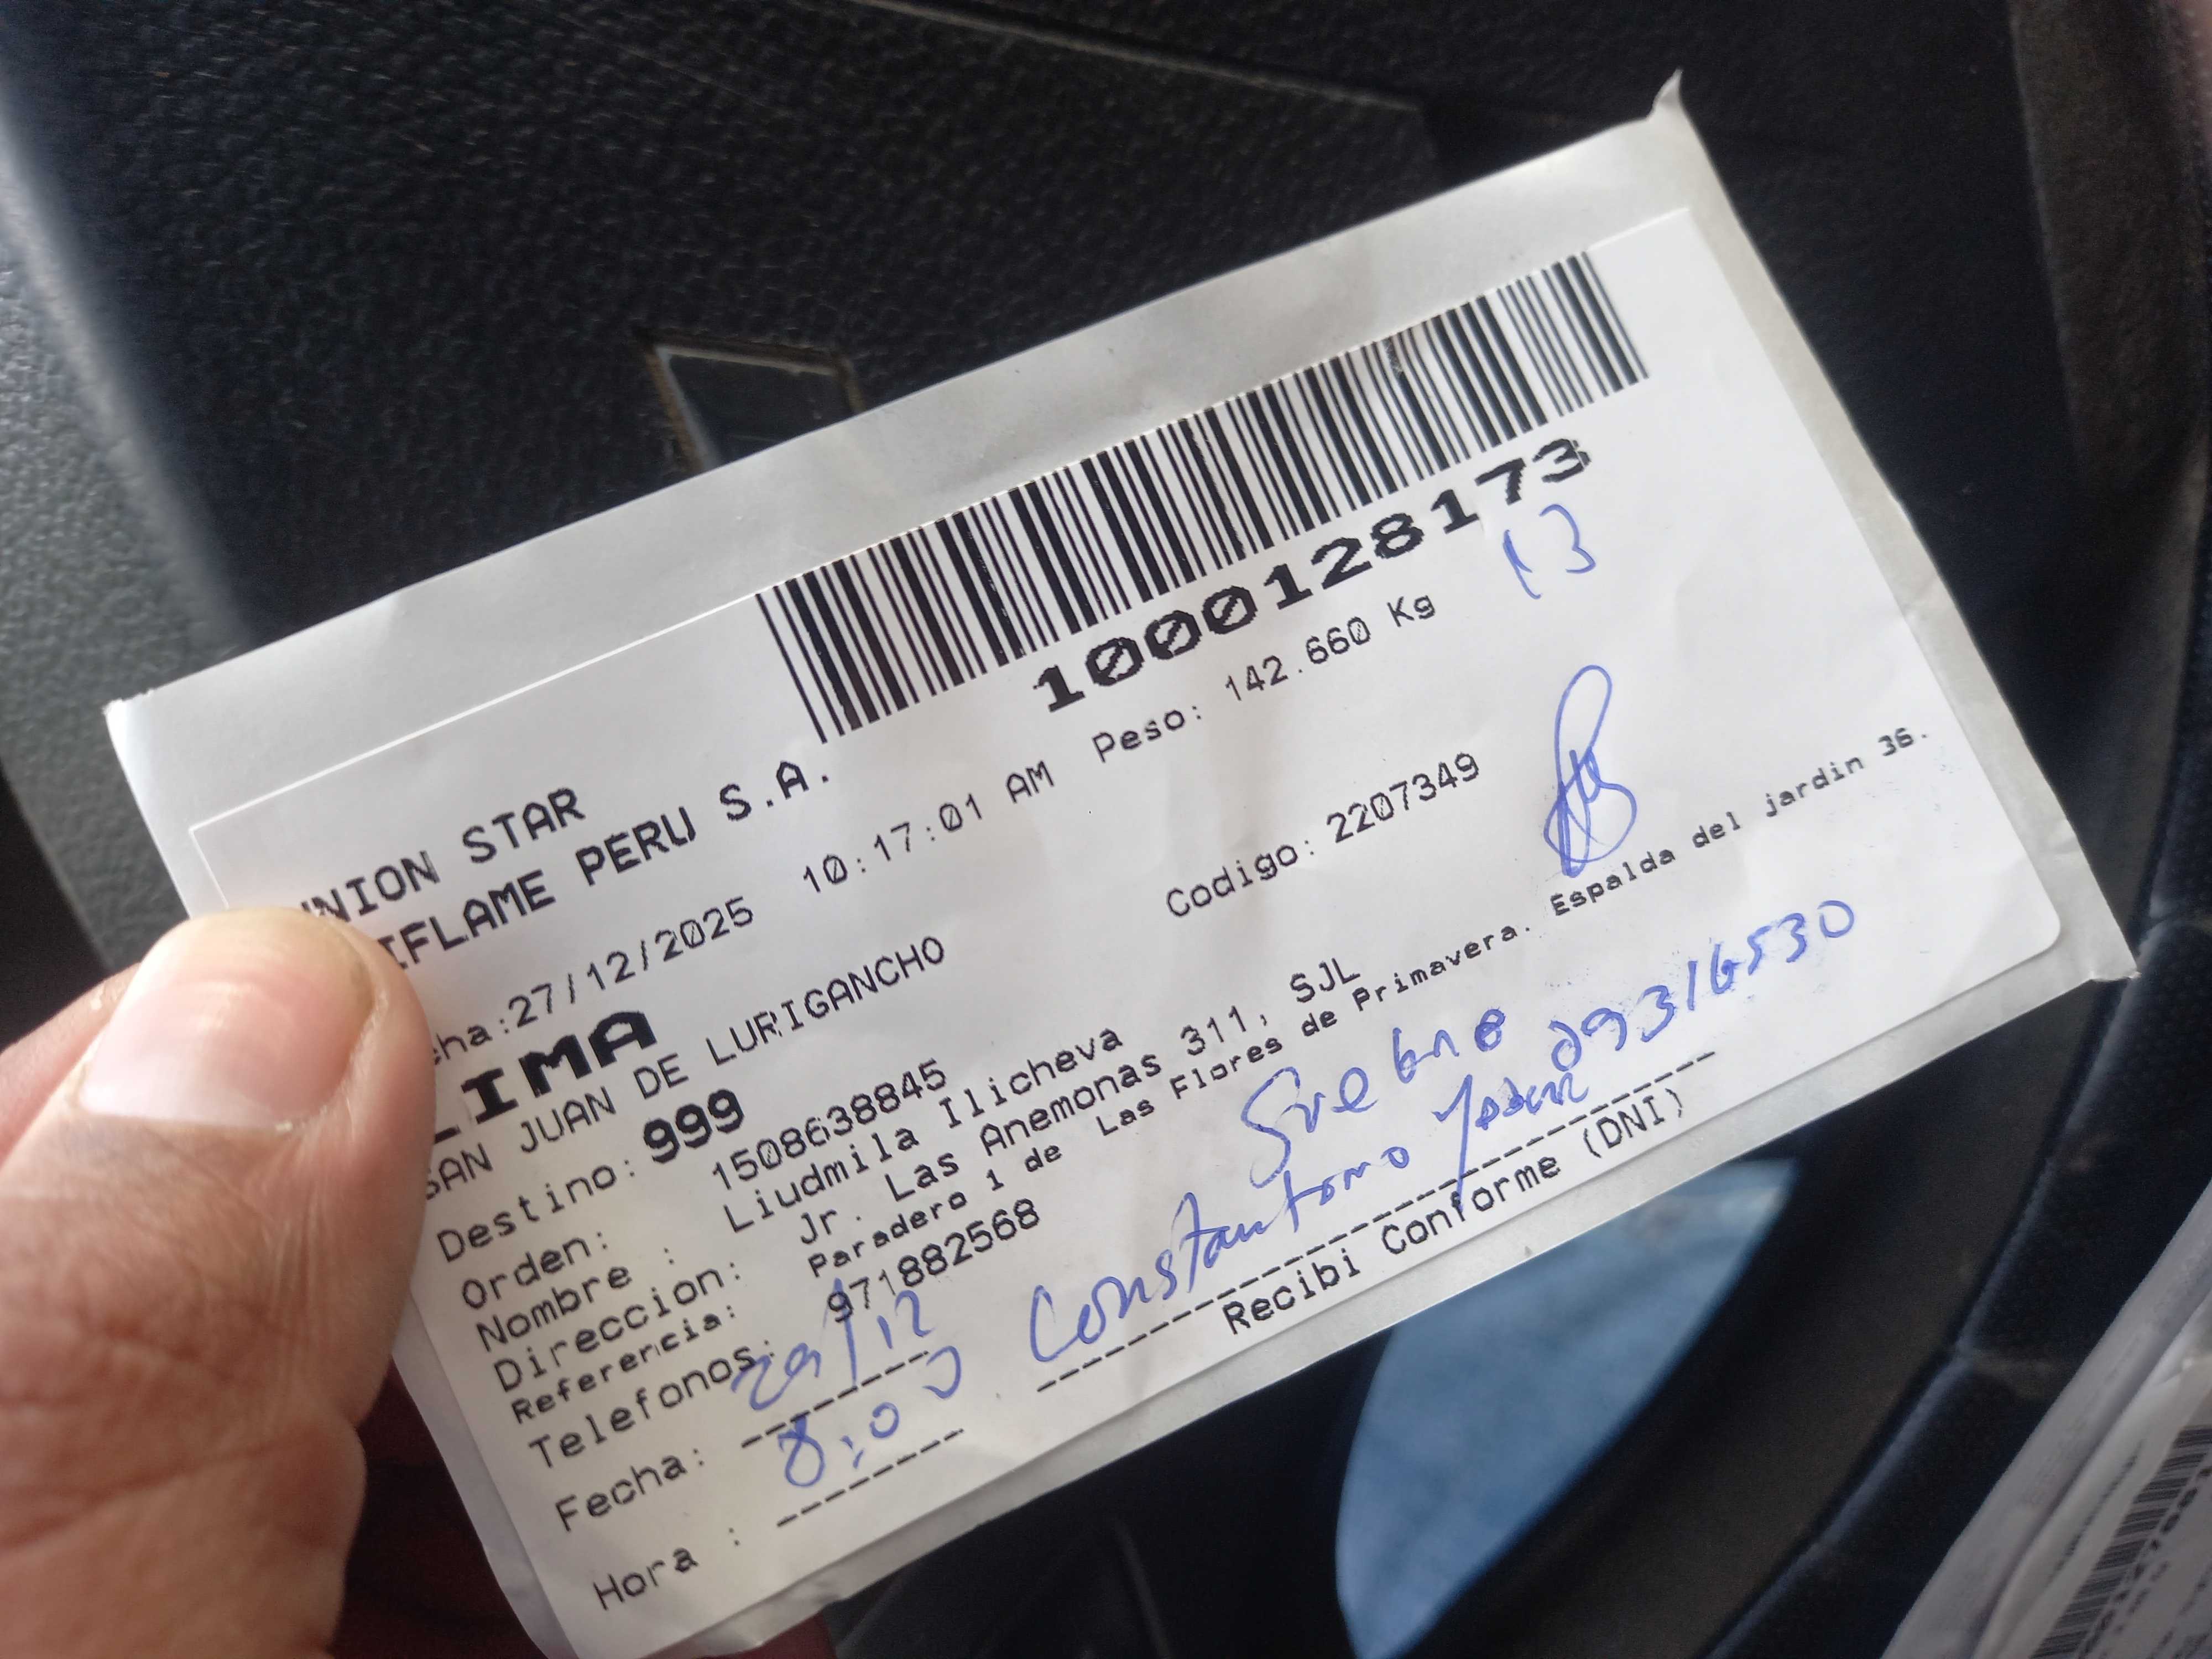 1000128173
13
NION STAR
IFLAME PERU S.A.
cha:27/12/2025 10:17:01 AM Peso: 142.660 Kg
LIMA
SAN JUAN DE LURIGANCHO Codigo: 2207349
Destino: 999
Orden: 1508638845
Nombre : Liudmila Ilicheva
Direccion: Jr. Las Anemonas 311, SJL
Referencia: Paradero 1 de Las Flores de Primavera. Espalda del jardin 36.
Telefonos: 971882568
Fecha: 29/12
Hora : 8:00
Constantono
Recibi Conforme (DNI)